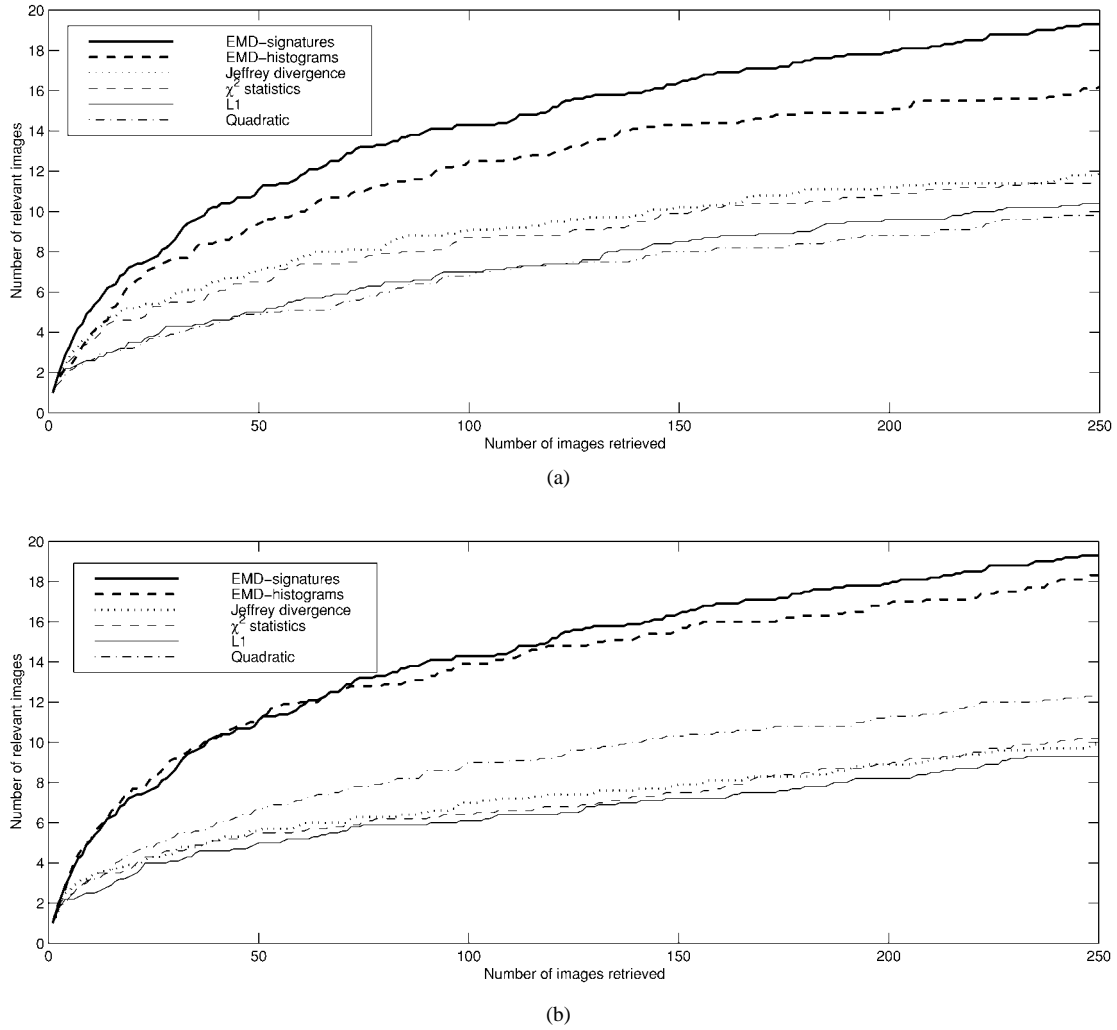 20
18
16
14
12
10
8
6
4
2
0
Number of relevant images
EMD-signatures
EMD-histograms
Jeffrey divergence
χ² statistics
L1
Quadratic
0 50 100 150 200 250
Number of images retrieved
(a)
20
18
16
14
12
10
8
6
4
2
0
Number of relevant images
EMD-signatures
EMD-histograms
Jeffrey divergence
χ² statistics
L1
Quadratic
0 50 100 150 200 250
Number of images retrieved
(b)